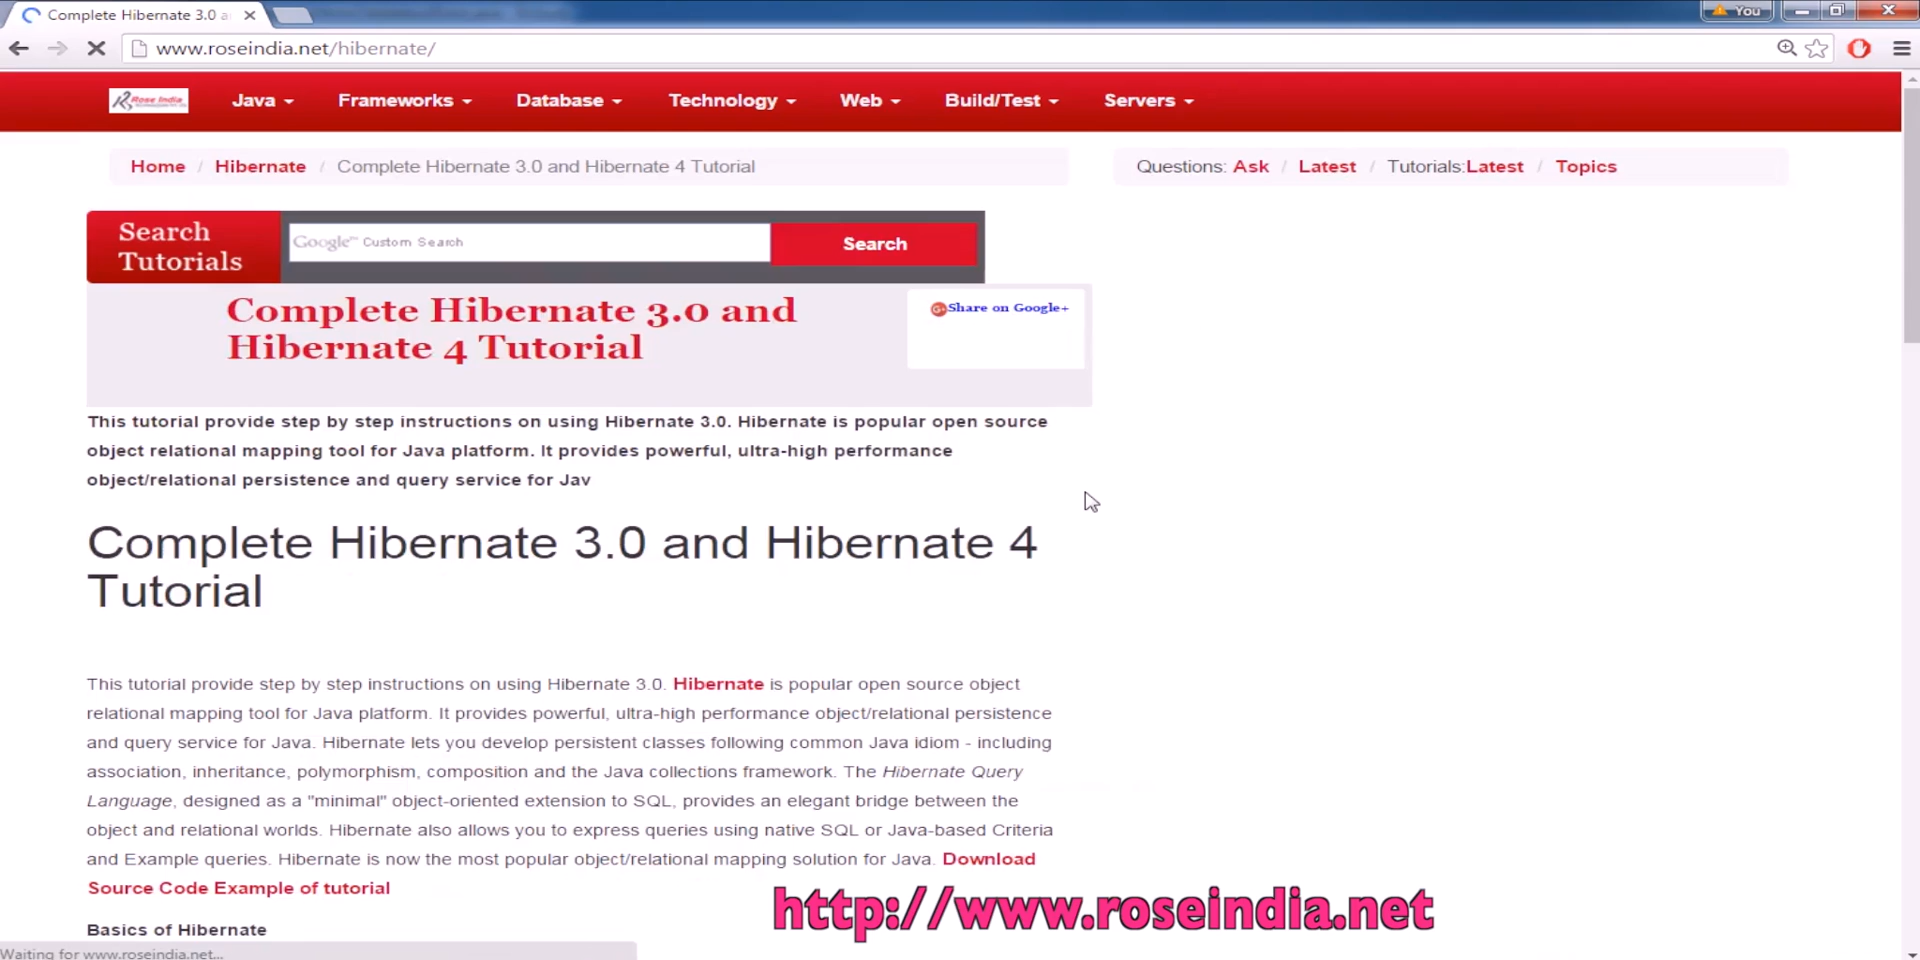 Complete Hibernate 3.0 a
You
www.roseindia.net/hibernate/
Rose India
Java
Frameworks
Database
Technology
Web
Build/Test
Servers
Home / Hibernate / Complete Hibernate 3.0 and Hibernate 4 Tutorial
Questions: Ask / Latest / Tutorials:Latest / Topics
Search
Tutorials
Google™ Custom Search
Search
Complete Hibernate 3.0 and
Hibernate 4 Tutorial
Share on Google+
This tutorial provide step by step instructions on using Hibernate 3.0. Hibernate is popular open source
object relational mapping tool for Java platform. It provides powerful, ultra-high performance
object/relational persistence and query service for Jav
Complete Hibernate 3.0 and Hibernate 4
Tutorial
This tutorial provide step by step instructions on using Hibernate 3.0. Hibernate is popular open source object
relational mapping tool for Java platform. It provides powerful, ultra-high performance object/relational persistence
and query service for Java. Hibernate lets you develop persistent classes following common Java idiom - including
association, inheritance, polymorphism, composition and the Java collections framework. The Hibernate Query
Language, designed as a "minimal" object-oriented extension to SQL, provides an elegant bridge between the
object and relational worlds. Hibernate also allows you to express queries using native SQL or Java-based Criteria
and Example queries. Hibernate is now the most popular object/relational mapping solution for Java. Download
Source Code Example of tutorial
http://www.roseindia.net
Basics of Hibernate
Waiting for www.roseindia.net...